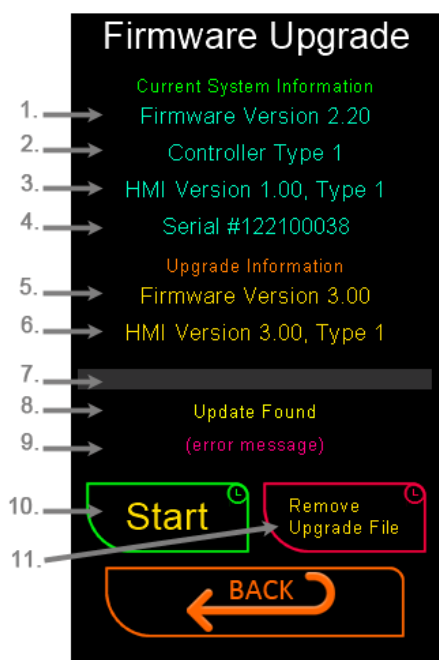 Firmware Upgrade
Current System Information
1. Firmware Version 2.20
2. Controller Type 1
3. HMI Version 1.00, Type 1
4. Serial #122100038
Upgrade Information
5. Firmware Version 3.00
6. HMI Version 3.00, Type 1
7.
8. Update Found
9. (error message)
10. Start
Remove
Upgrade File
11.
BACK